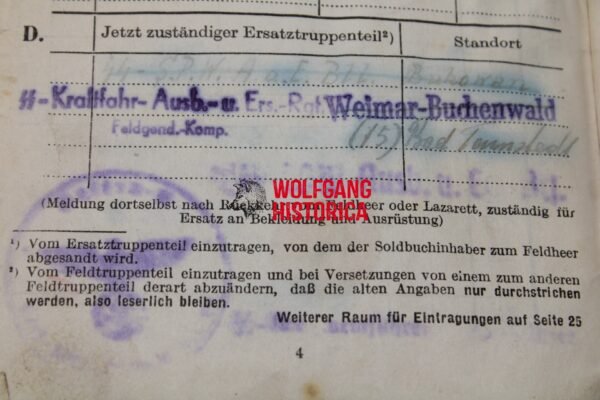 D. Jetzt zuständiger Ersatztruppenteil²) Standort
SS-Kraftfahr-Ausb.-u. Ers.- Weimar-Buchenwald
Feldgend.-Komp. (15) Bad Tennstedt
WOLFGANG
HISTORICA
(Meldung dortselbst nach Rückkehr vom Feldheer oder Lazarett, zuständig für
Ersatz an Bekleidung und Ausrüstung)
¹) Vom Ersatztruppenteil einzutragen, von dem der Soldbuchinhaber zum Feldheer
abgesandt wird.
²) Vom Feldtruppenteil einzutragen und bei Versetzungen von einem zum anderen
Feldtruppenteil derart abzuändern, daß die alten Angaben nur durchstrichen
werden, also leserlich bleiben.
Weiterer Raum für Eintragungen auf Seite 25
4